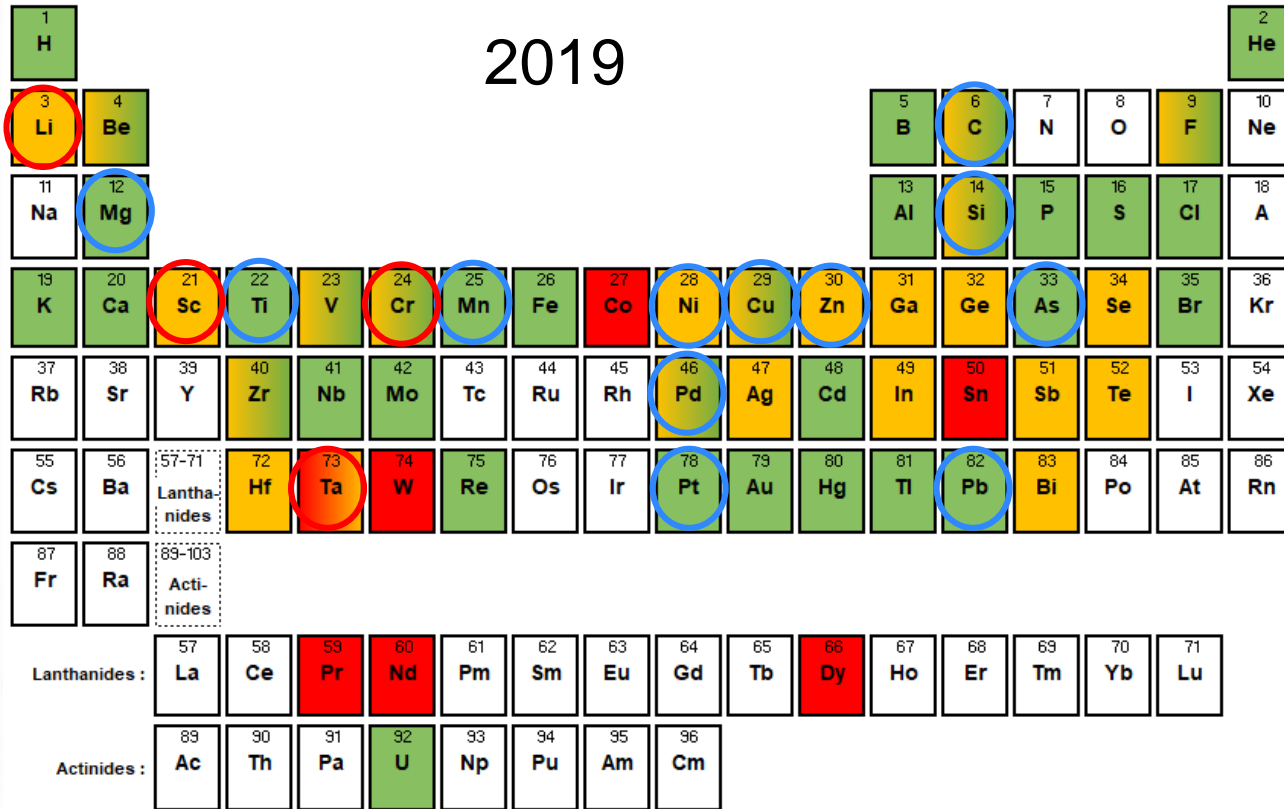 2019
1 2
H He
3 4 5 6 7 8 9 10
Li Be B C N O F Ne
11 12 13 14 15 16 17 18
Na Mg Al Si P S Cl A
19 20 21 22 23 24 25 26 27 28 29 30 31 32 33 34 35 36
K Ca Sc Ti V Cr Mn Fe Co Ni Cu Zn Ga Ge As Se Br Kr
37 38 39 40 41 42 43 44 45 46 47 48 49 50 51 52 53 54
Rb Sr Y Zr Nb Mo Tc Ru Rh Pd Ag Cd In Sn Sb Te I Xe
55 56 57-71 72 73 74 75 76 77 78 79 80 81 82 83 84 85 86
Cs Ba Lantha- Hf Ta W Re Os Ir Pt Au Hg Tl Pb Bi Po At Rn
nides
87 88 89-103
Fr Ra Acti-
nides
57 58 59 60 61 62 63 64 65 66 67 68 69 70 71
Lanthanides : La Ce Pr Nd Pm Sm Eu Gd Tb Dy Ho Er Tm Yb Lu
89 90 91 92 93 94 95 96
Actinides : Ac Th Pa U Np Pu Am Cm